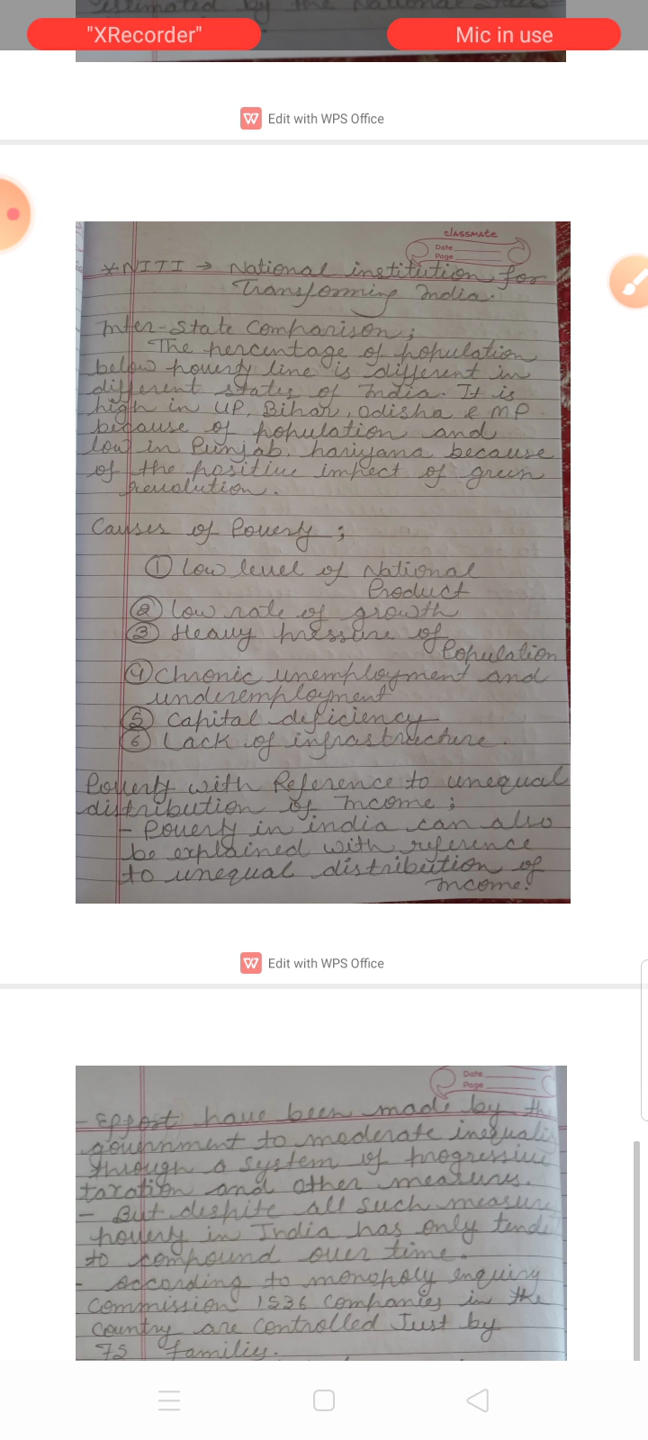 estimated by the National
"XRecorder"
Mic in use
Edit with WPS Office
classmate
Date
Page
*NITI → National institution for
Transforming India.
Inter-State Comparison;
The percentage of population
below poverty line is different in
different states of India. It is
high in UP, Bihar, Odisha & MP
because of population and
low in Punjab, hariyana because
of the positive impect of green
revolution.
Causes of Poverty;
① Low level of National
Product
② low rate of growth
③ Heavy pressure of
Population
④ Chronic unemployment and
underemployment
⑤ Capital deficiency
⑥ Lack of infrastructure.
Poverty with Reference to unequal
distribution of Income;
- Poverty in india can also
be explained with reference
to unequal distribution of
Income.
Edit with WPS Office
Date
Page
- Effort have been made by th
government to moderate inequali
through a system of progressive
taxation and other measures.
- But despite all such measure
poverty in India has only tende
to compound over time.
- According to monopoly enquiry
Commission 1536 Companies in the
Country are controlled Just by
75 families.